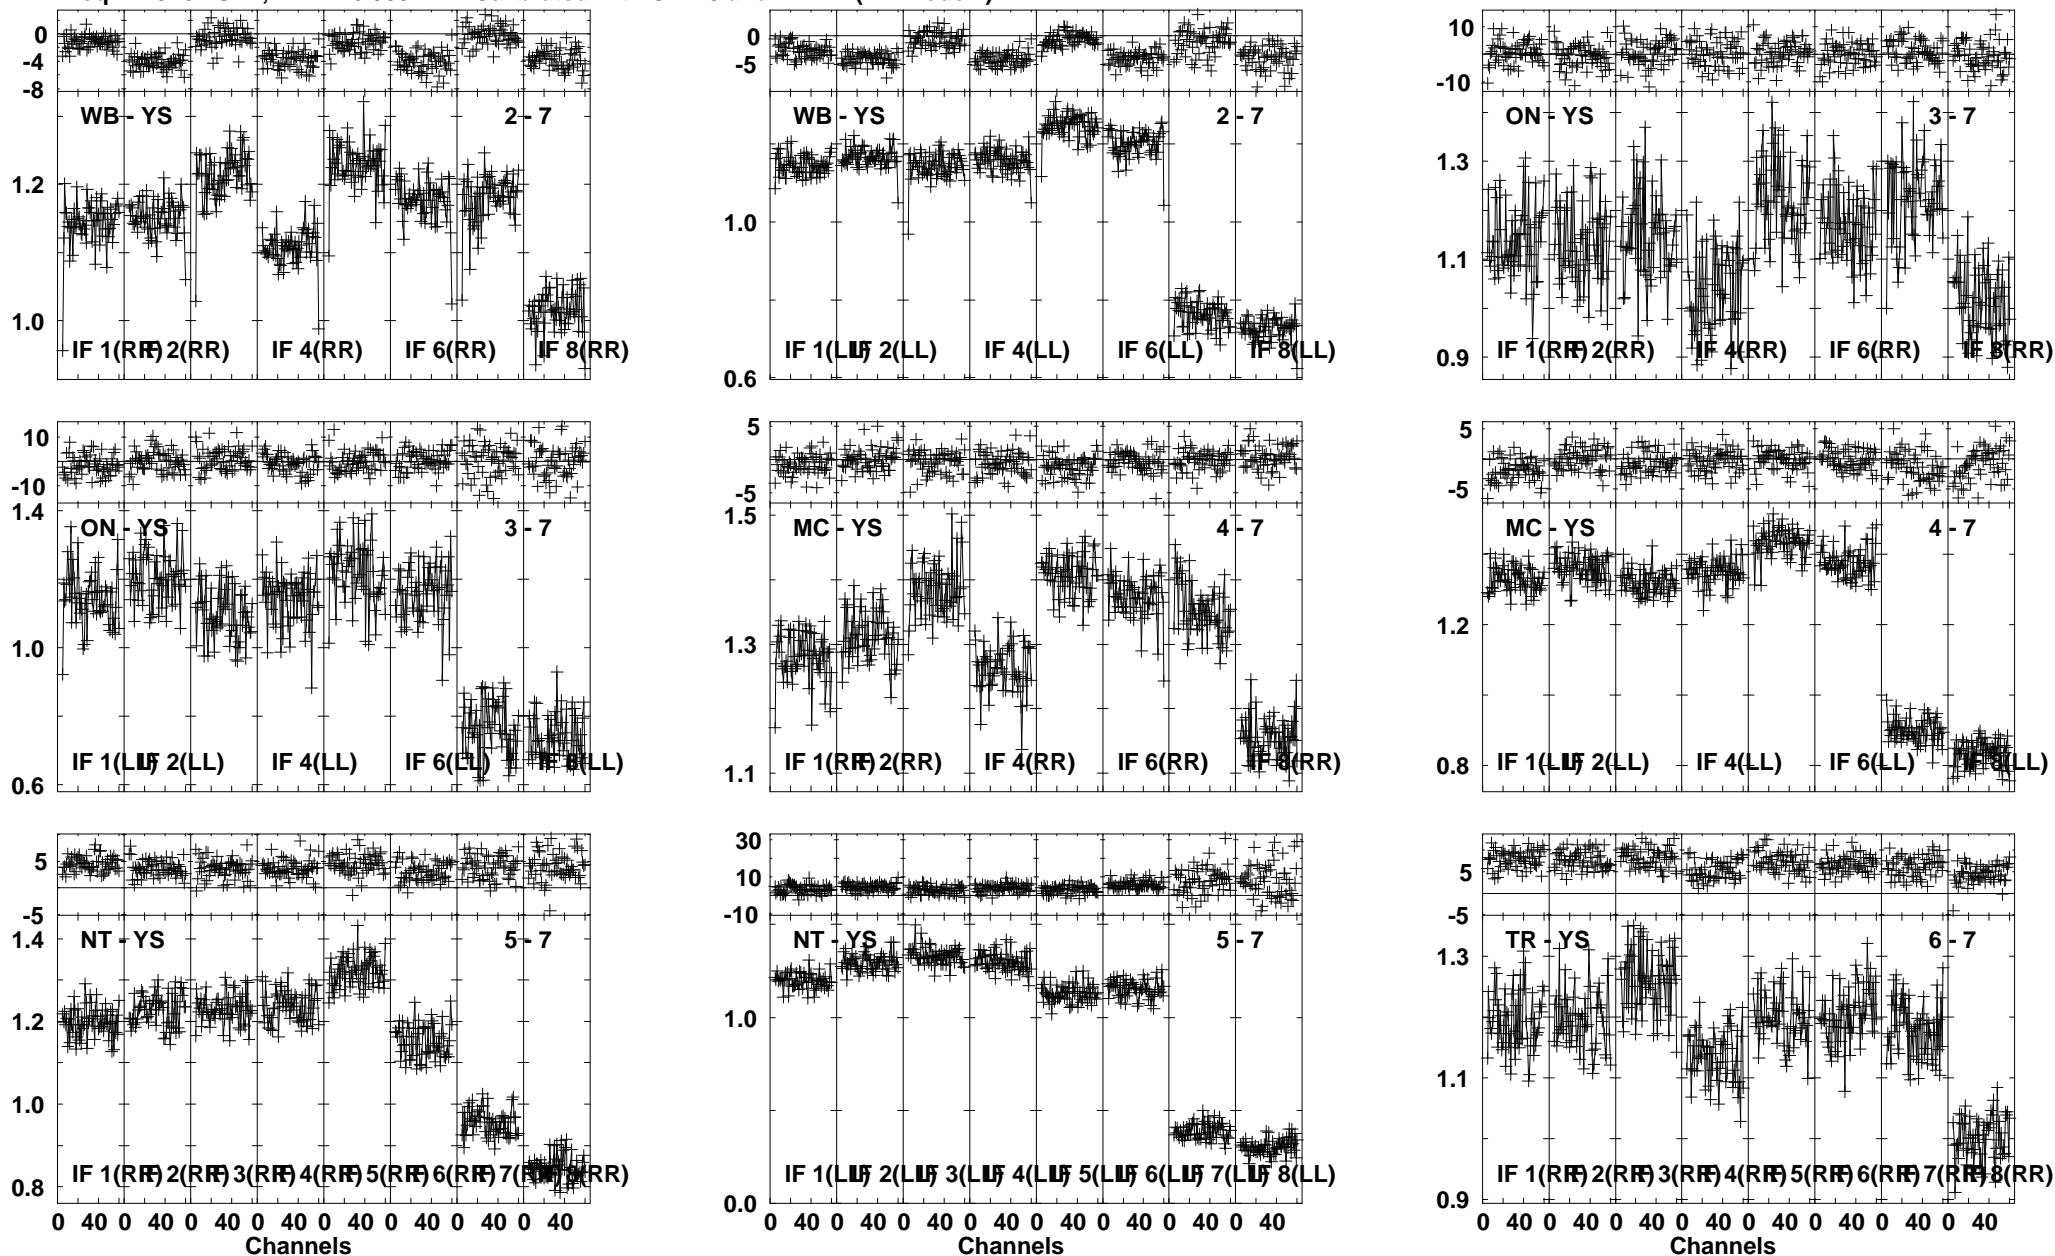 0
-4
-8
WB - YS
2 - 7
1.2
1.0
IF 1(RR) IF 2(RR) IF 4(RR) IF 6(RR) IF 8(RR)
0
-5
WB - YS
2 - 7
1.0
0.6
IF 1(LL) IF 2(LL) IF 4(LL) IF 6(LL) IF 8(LL)
10
-10
ON - YS
3 - 7
1.3
1.1
0.9
IF 1(RR) IF 2(RR) IF 4(RR) IF 6(RR) IF 8(RR)
10
-10
1.4
ON - YS
3 - 7
1.0
0.6
IF 1(LL) IF 2(LL) IF 4(LL) IF 6(LL) IF 8(LL)
5
-5
1.5
MC - YS
4 - 7
1.3
1.1
IF 1(RR) IF 2(RR) IF 4(RR) IF 6(RR) IF 8(RR)
5
-5
MC - YS
4 - 7
1.2
0.8
IF 1(LL) IF 2(LL) IF 4(LL) IF 6(LL) IF 8(LL)
5
-5
1.4
NT - YS
5 - 7
1.2
1.0
0.8
IF 1(RR) IF 2(RR) IF 3(RR) IF 4(RR) IF 5(RR) IF 6(RR) IF 7(RR) IF 8(RR)
0 40 0 40 0 40 0 40 0 40 0 40 0 40 0 40
Channels
30
10
-10
NT - YS
5 - 7
1.0
0.0
IF 1(LL) IF 2(LL) IF 3(LL) IF 4(LL) IF 5(LL) IF 6(LL) IF 7(LL) IF 8(LL)
0 40 0 40 0 40 0 40 0 40 0 40 0 40 0 40
Channels
5
-5
TR - YS
6 - 7
1.3
1.1
0.9
IF 1(RR) IF 2(RR) IF 3(RR) IF 4(RR) IF 5(RR) IF 6(RR) IF 7(RR) IF 8(RR)
0 40 0 40 0 40 0 40 0 40 0 40 0 40 0 40
Channels